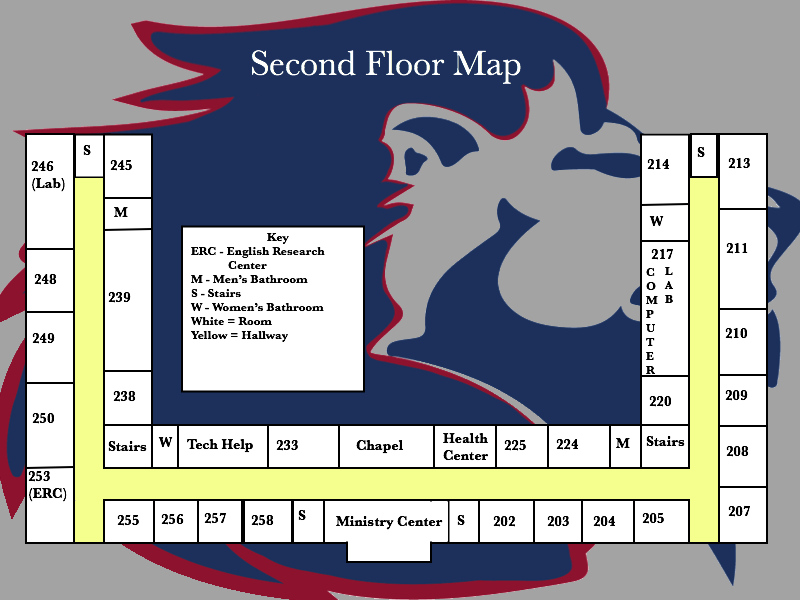 Second Floor Map
246
(Lab)
S
245
M
239
248
249
250
238
253
(ERC)
Key
ERC - English Research
Center
M - Men's Bathroom
S - Stairs
W - Women's Bathroom
White = Room
Yellow = Hallway
214
S
213
W
217
COMPUTER
LAB
211
210
220
209
208
207
Stairs
W
Tech Help
233
Chapel
Health
Center
225
224
M
Stairs
255
256
257
258
S
Ministry Center
S
202
203
204
205